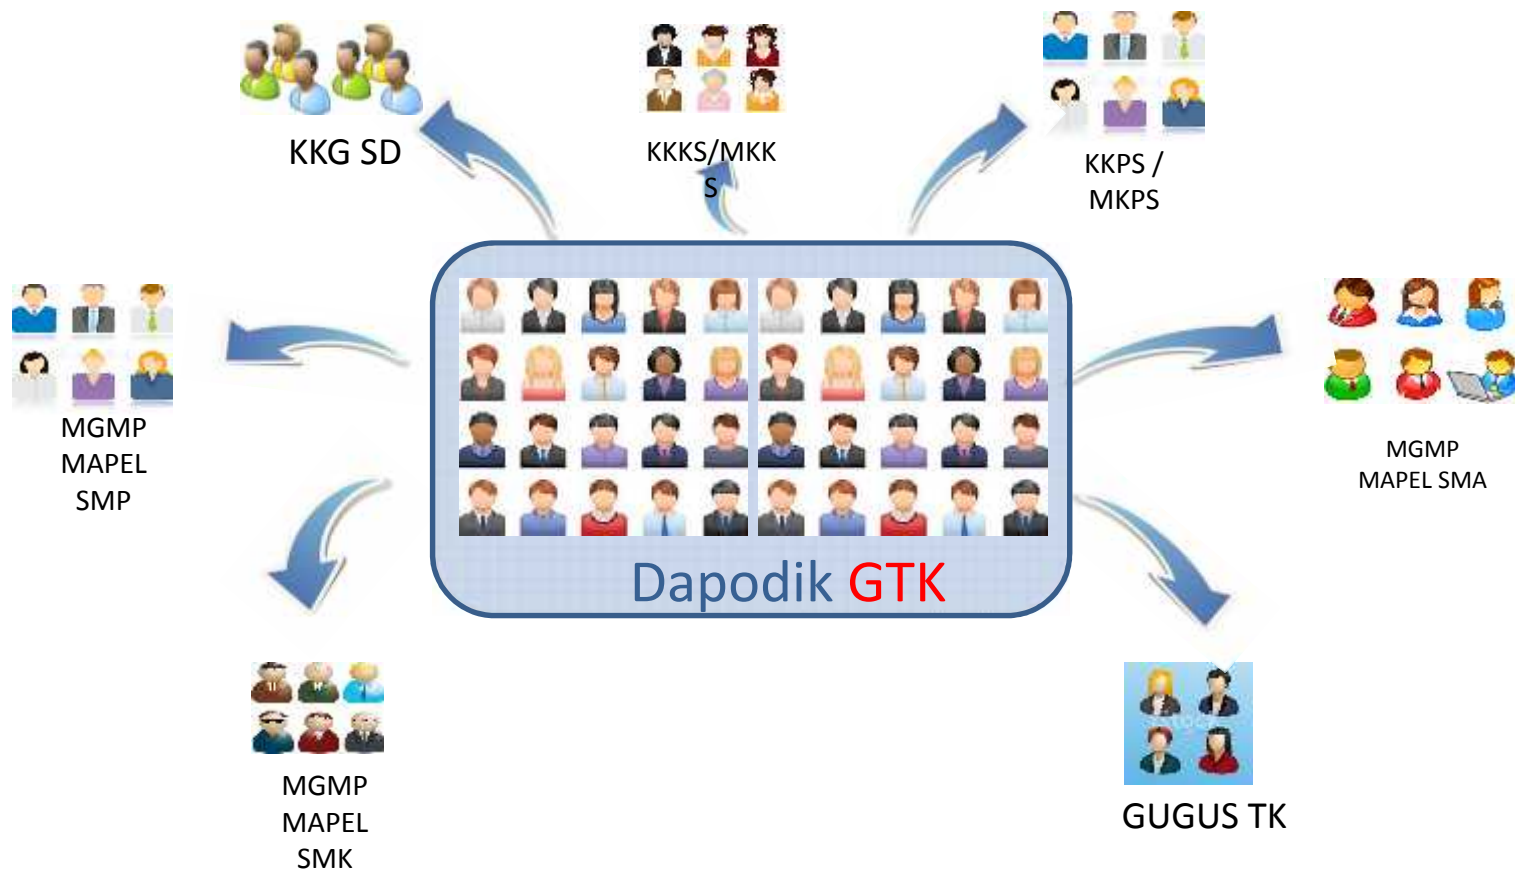 KKG SD
KKKS/MKK
S
KKPS /
MKPS
MGMP
MAPEL
SMP
MGMP
MAPEL SMA
Dapodik GTK
MGMP
MAPEL
SMK
GUGUS TK